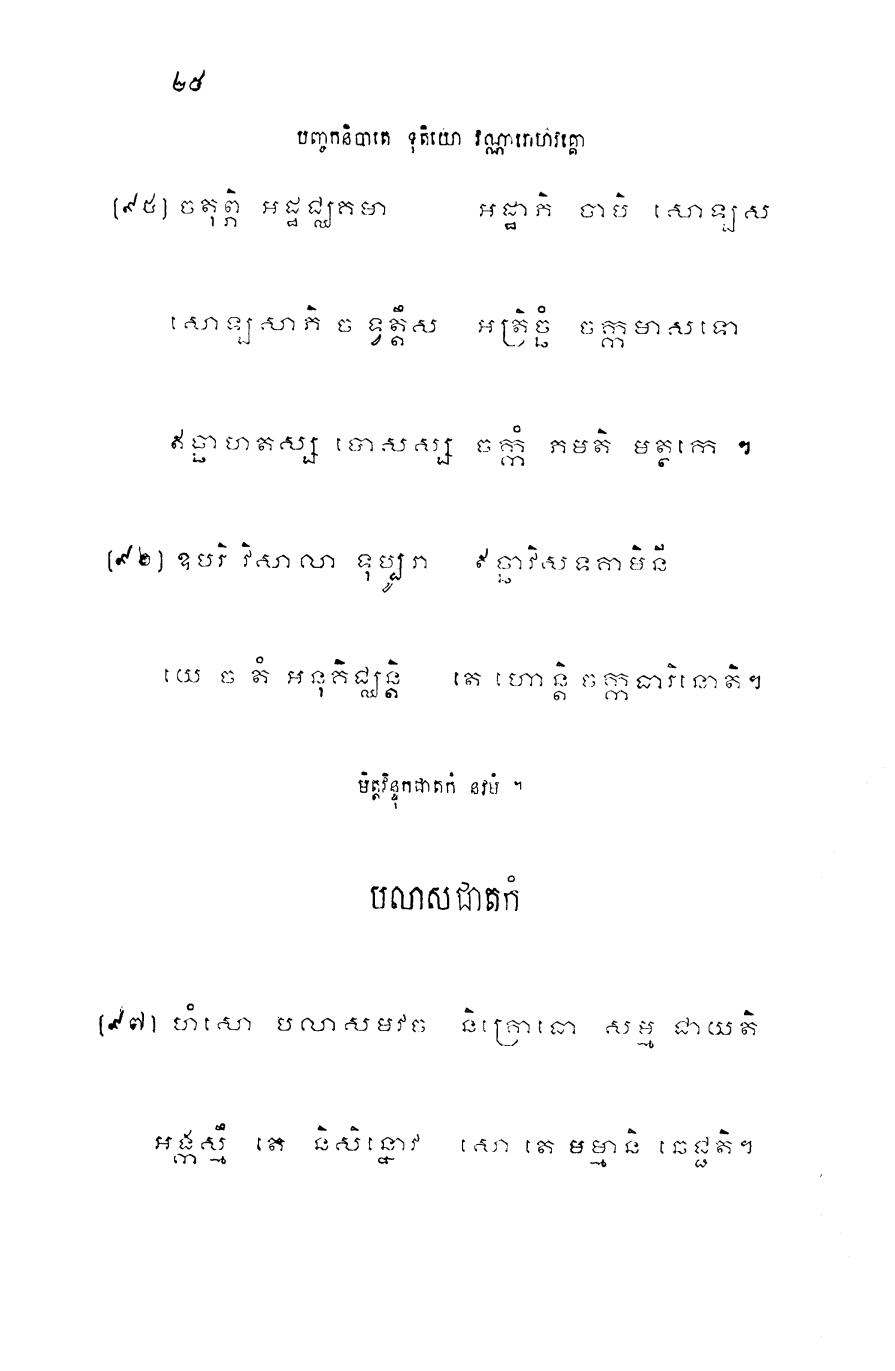 ២៥
បញ្ចកនិបាតេ ទុតិយោ វណ្ណារោហវគ្គោ
(៩៥) ចតុព្ភិ អដ្ឋជ្ឈគមា អដ្ឋាភិ ចាបិ សោឡស
សោឡសាភិ ច ទ្វត្តឹស អត្រិច្ឆំ ចក្កមាសទោ
ឥច្ឆាហតស្ស បោសស្ស ចក្កំ ភមតិ មត្ថកេ ។
(៩៦) ឧបរិ វិសាលា ទុប្បូរា ឥច្ឆាវិសដគាមិនី
យេ ច តំ អនុគិជ្ឈន្តិ តេ ហោន្តិ ចក្កធារិនោតិ។
មិត្តវិន្ទុកជាតកំ នវមំ ។
បលាសជាតកំ
(៩៧) ហំសោ បលាសមវច និគ្រោធោ សម្ម ជាយតិ
អង្កស្មឹ តេ និសិន្នោវ សោ តេ មម្មានិ ឆេជ្ជតិ។